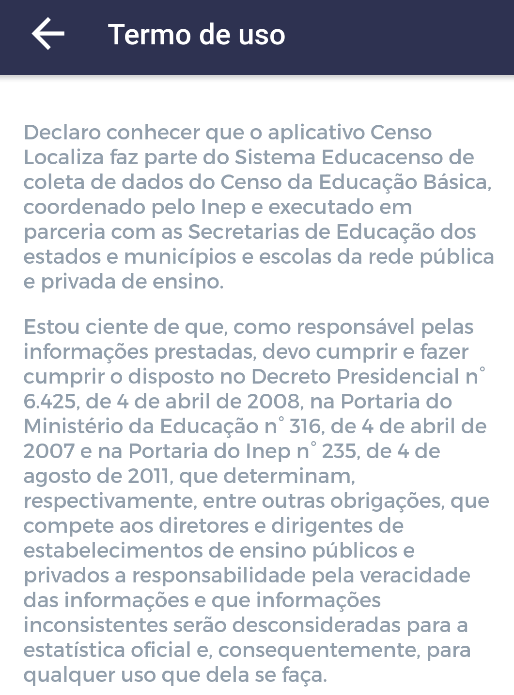 Termo de uso
Declaro conhecer que o aplicativo Censo
Localiza faz parte do Sistema Educacenso de
coleta de dados do Censo da Educação Básica,
coordenado pelo Inep e executado em
parceria com as Secretarias de Educação dos
estados e municípios e escolas da rede pública
e privada de ensino.
Estou ciente de que, como responsável pelas
informações prestadas, devo cumprir e fazer
cumprir o disposto no Decreto Presidencial n°
6.425, de 4 de abril de 2008, na Portaria do
Ministério da Educação n° 316, de 4 de abril de
2007 e na Portaria do Inep n° 235, de 4 de
agosto de 2011, que determinam,
respectivamente, entre outras obrigações, que
compete aos diretores e dirigentes de
estabelecimentos de ensino públicos e
privados a responsabilidade pela veracidade
das informações e que informações
inconsistentes serão desconsideradas para a
estatística oficial e, consequentemente, para
qualquer uso que dela se faça.